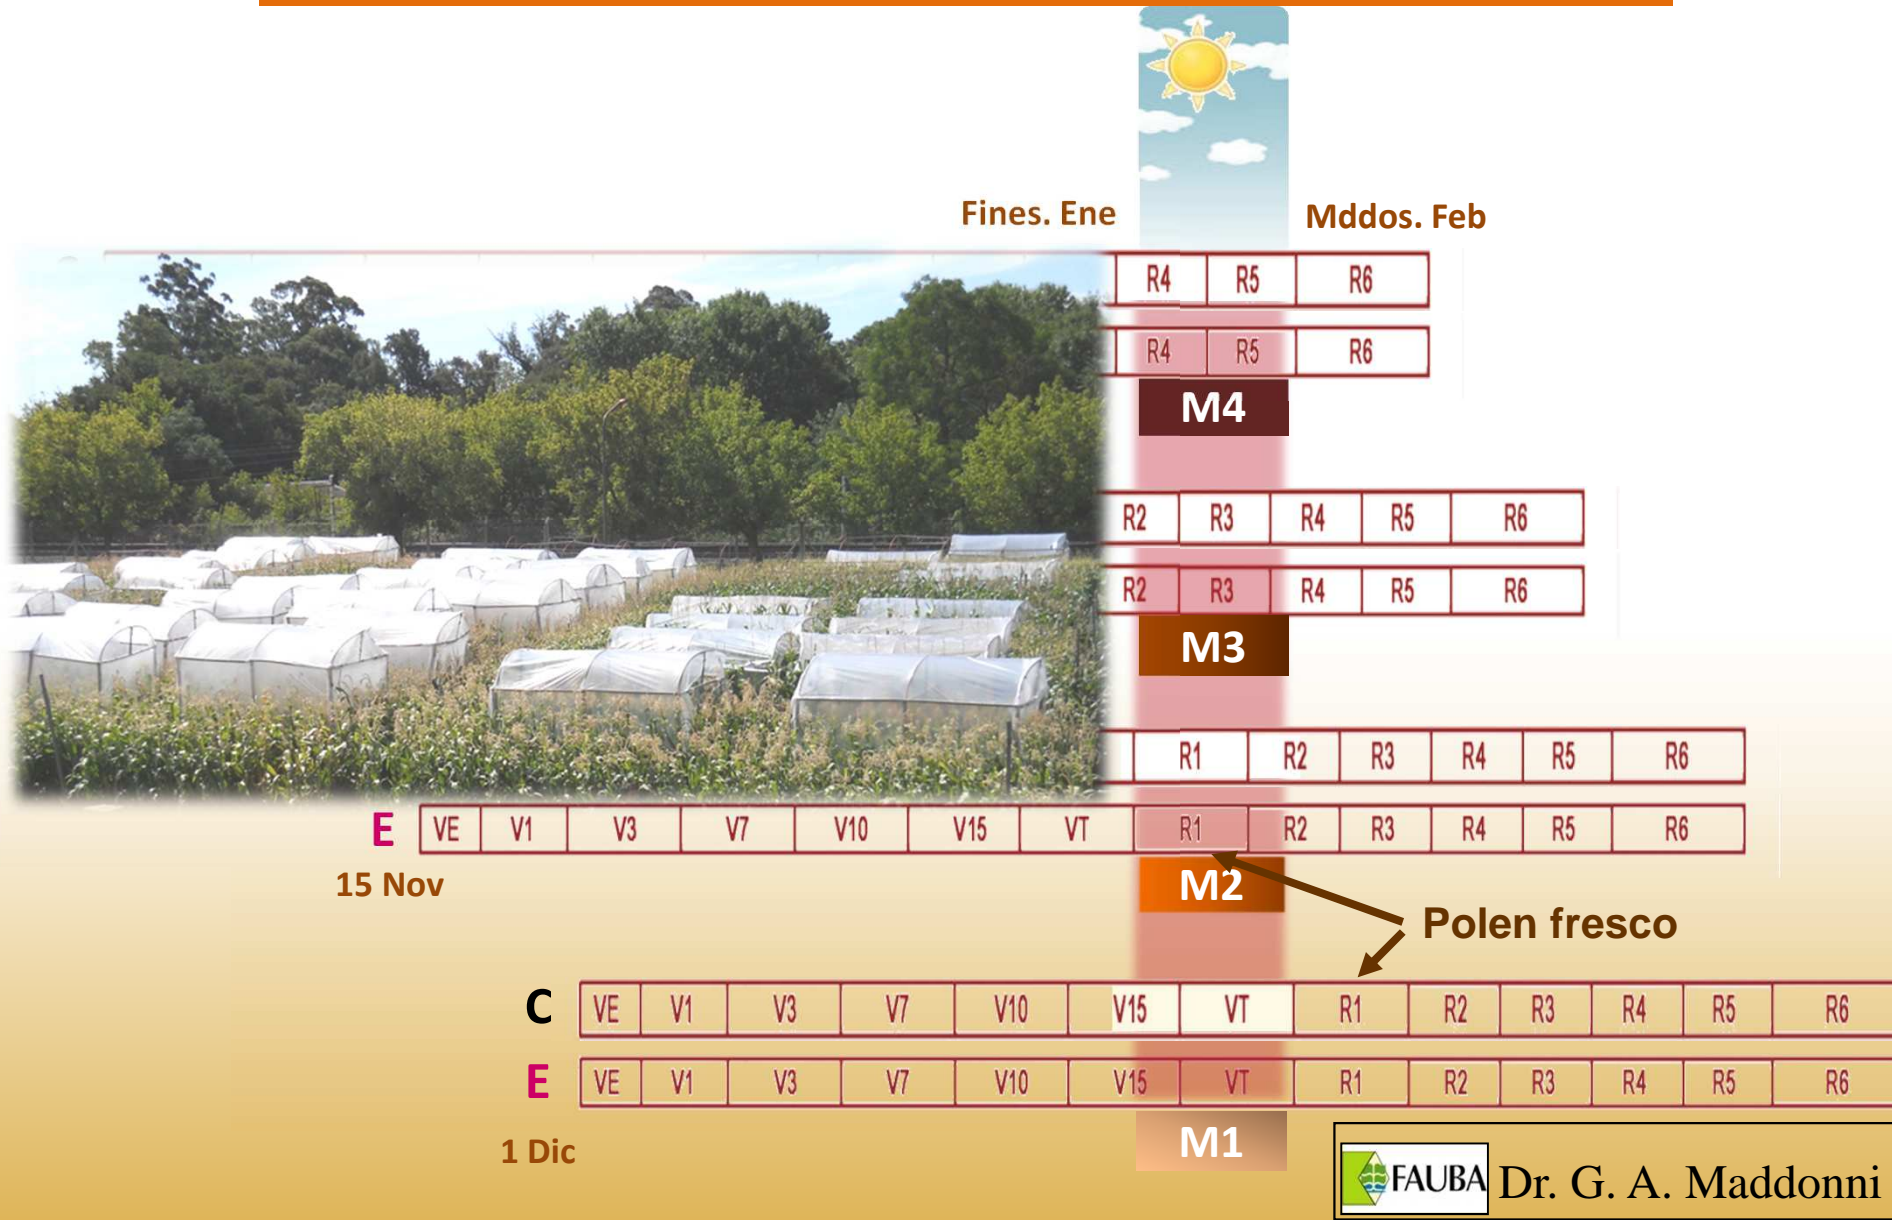 Fines. Ene
Mddos. Feb
R4 R5 R6
R4 R5 R6
M4
R2 R3 R4 R5 R6
R2 R3 R4 R5 R6
M3
R1 R2 R3 R4 R5 R6
E VE V1 V3 V7 V10 V15 VT R1 R2 R3 R4 R5 R6
15 Nov
M2
Polen fresco
C VE V1 V3 V7 V10 V15 VT R1 R2 R3 R4 R5 R6
E VE V1 V3 V7 V10 V15 VT R1 R2 R3 R4 R5 R6
1 Dic
M1
FAUBA Dr. G. A. Maddonni